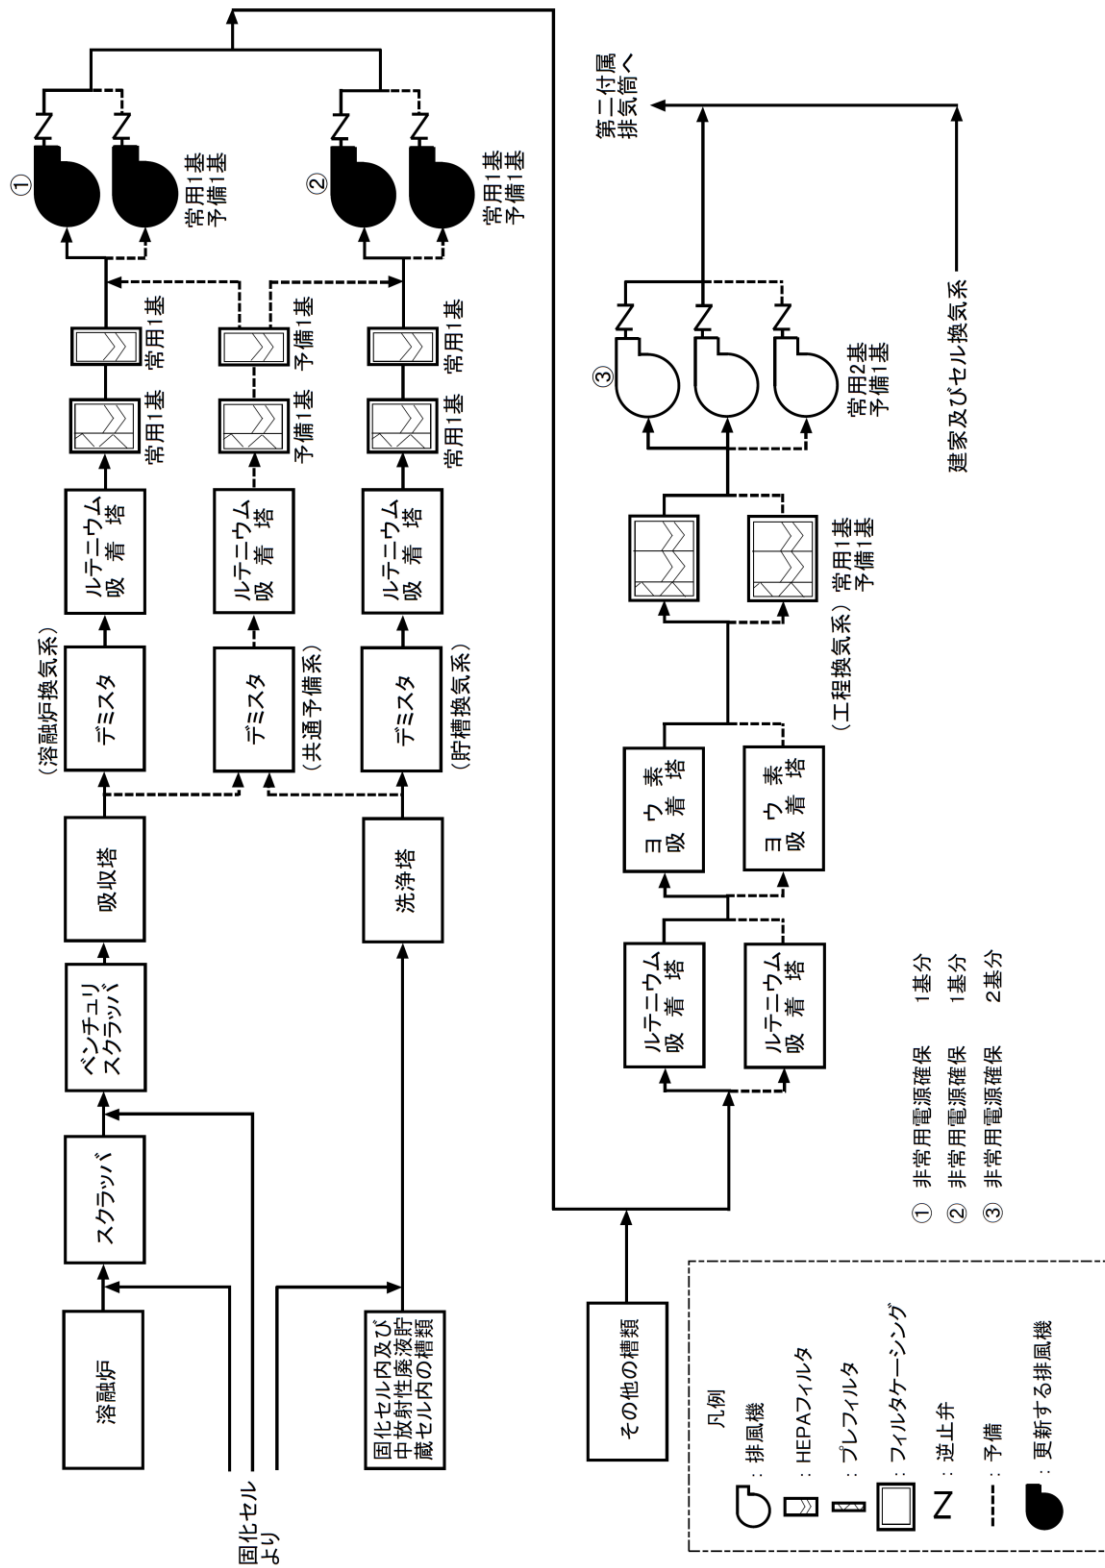 溶融炉
スクラッバ
ベンチュリ
スクラッバ
吸収塔
(溶融炉換気系)
デミスタ
ルテニウム
吸 着 塔
常用1基
常用1基
①
常用1基
予備1基
固化セル
より
(共通予備系)
デミスタ
ルテニウム
吸 着 塔
予備1基
予備1基
固化セル内及び
中放射性廃液貯
蔵セル内の槽類
洗浄塔
(貯槽換気系)
デミスタ
ルテニウム
吸 着 塔
常用1基
常用1基
②
常用1基
予備1基
その他の槽類
ルテニウム
吸 着 塔
ルテニウム
吸 着 塔
ヨ ウ 素
吸 着 塔
ヨ ウ 素
吸 着 塔
(工程換気系)
常用1基
予備1基
③
常用2基
予備1基
第二付属
排気筒へ
建家及びセル換気系
① 非常用電源確保 1基分
② 非常用電源確保 1基分
③ 非常用電源確保 2基分
凡例
: 排風機
: HEPAフィルタ
: プレフィルタ
: フィルタケーシング
: 逆止弁
: 予備
: 更新する排風機